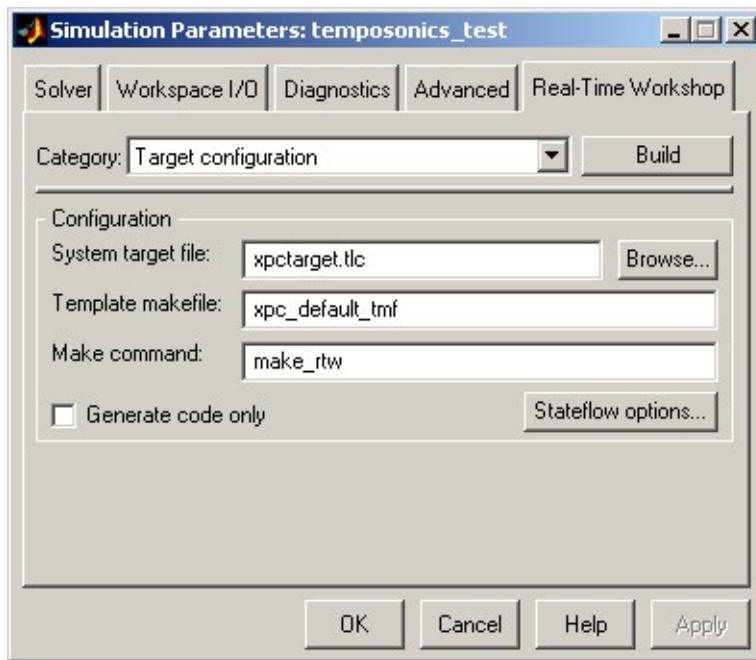 Simulation Parameters: temposonics_test
Solver Workspace I/O Diagnostics Advanced Real-Time Workshop
Category: Target configuration Build
Configuration
System target file: xpctarget.tlc Browse...
Template makefile: xpc_default_tmf
Make command: make_rtw
Generate code only Stateflow options...
OK Cancel Help Apply